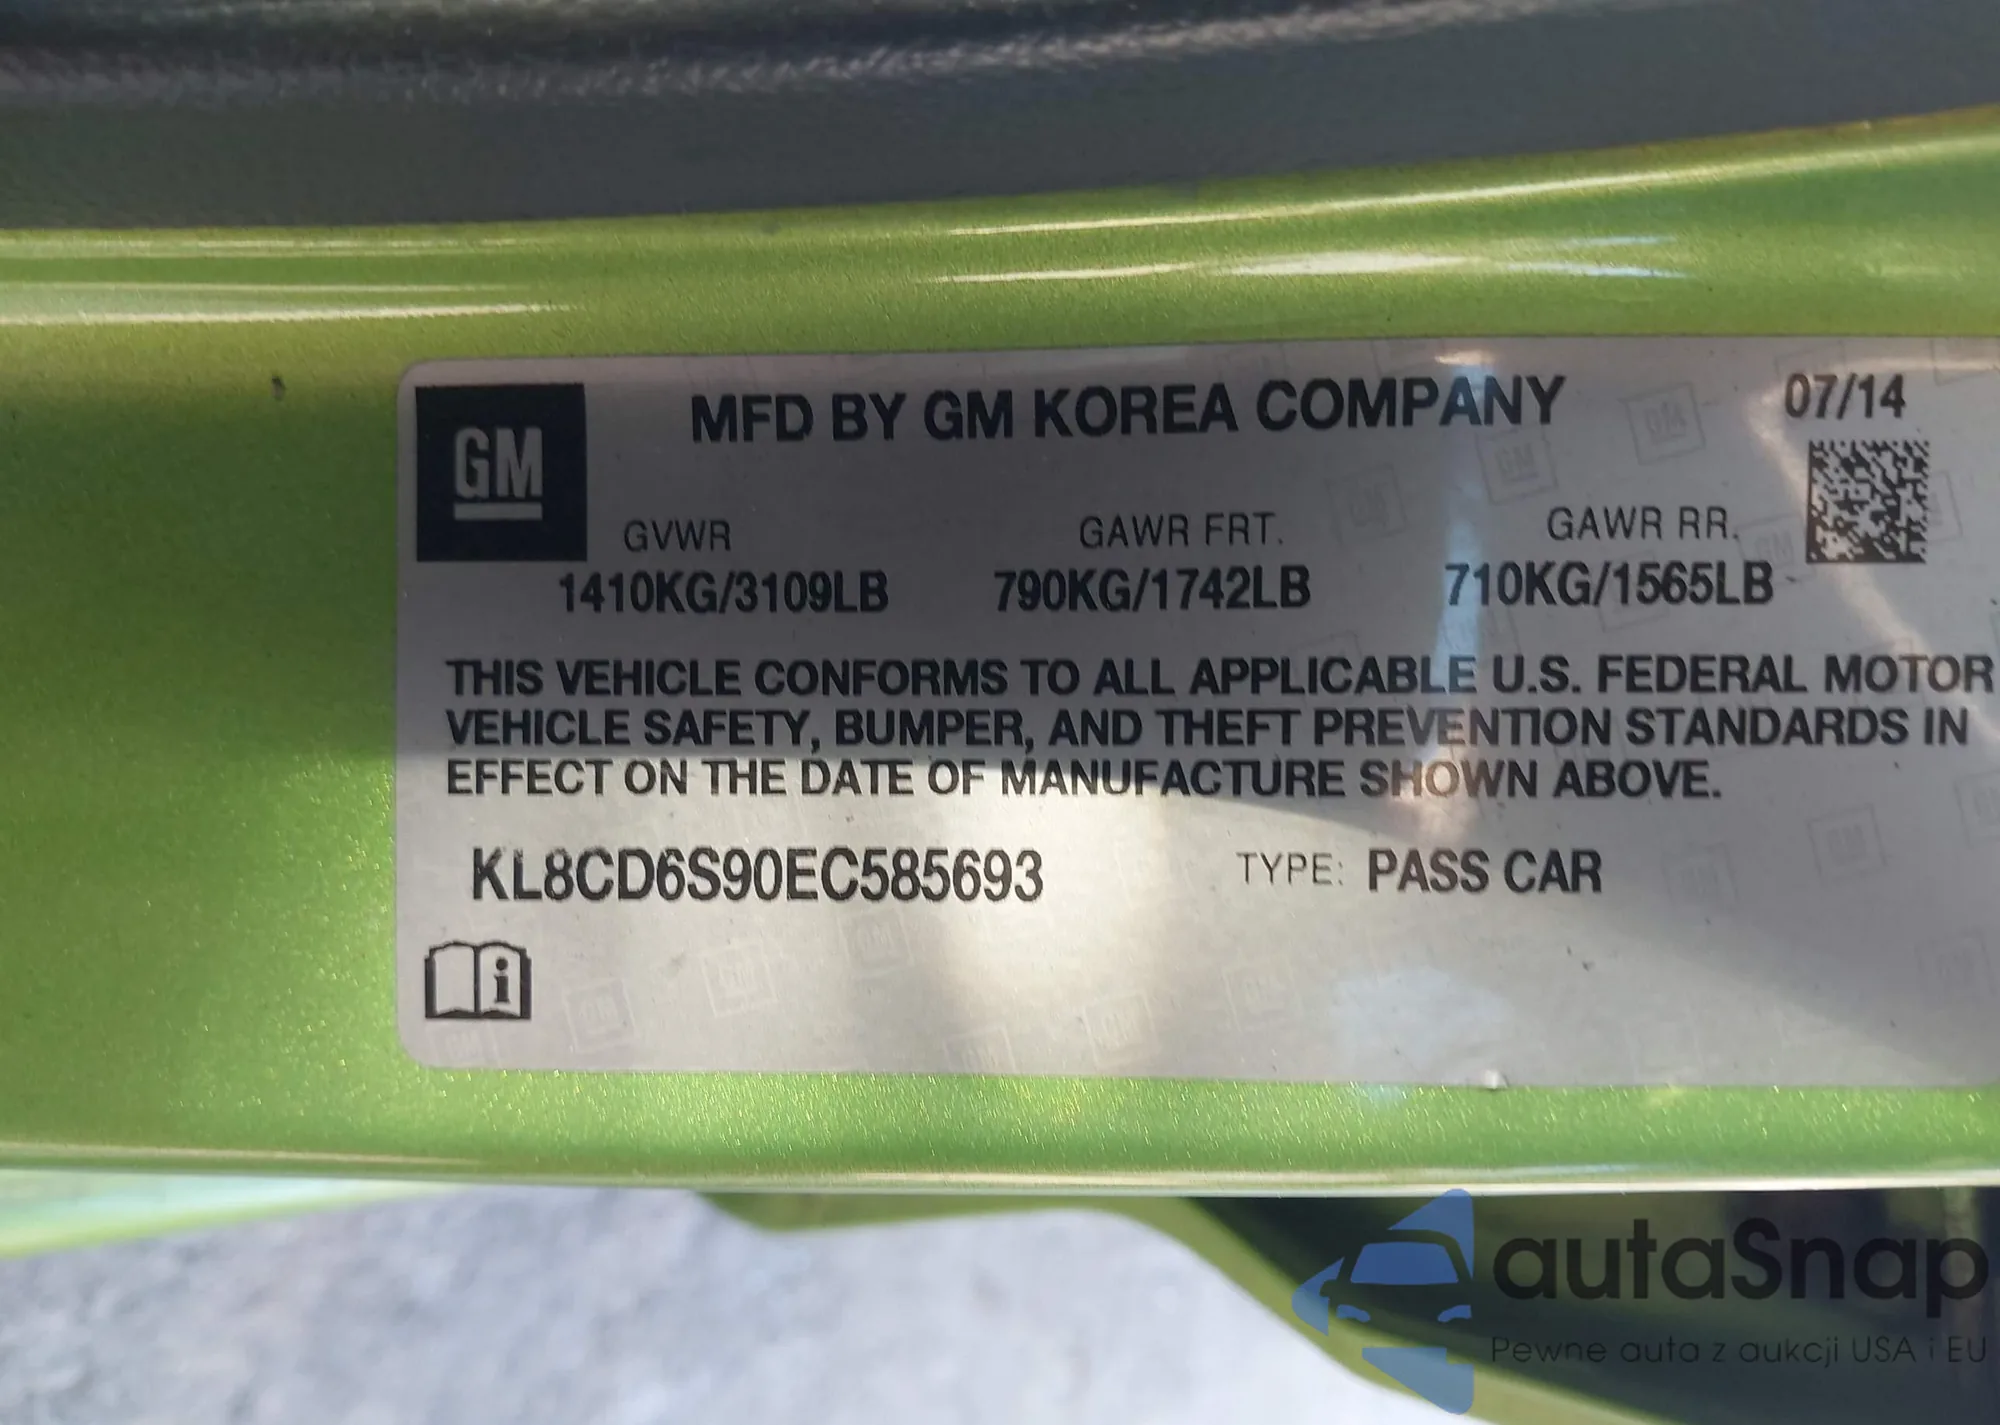 GM
MFD BY GM KOREA COMPANY
07/14
GVWR
GAWR FRT.
GAWR RR.
1410KG/3109LB
790KG/1742LB
710KG/1565LB
THIS VEHICLE CONFORMS TO ALL APPLICABLE U.S. FEDERAL MOTOR
VEHICLE SAFETY, BUMPER, AND THEFT PREVENTION STANDARDS IN
EFFECT ON THE DATE OF MANUFACTURE SHOWN ABOVE.
KL8CD6S90EC585693
TYPE: PASS CAR
i
autaSnap
Pewne auta z aukcji USA i EU